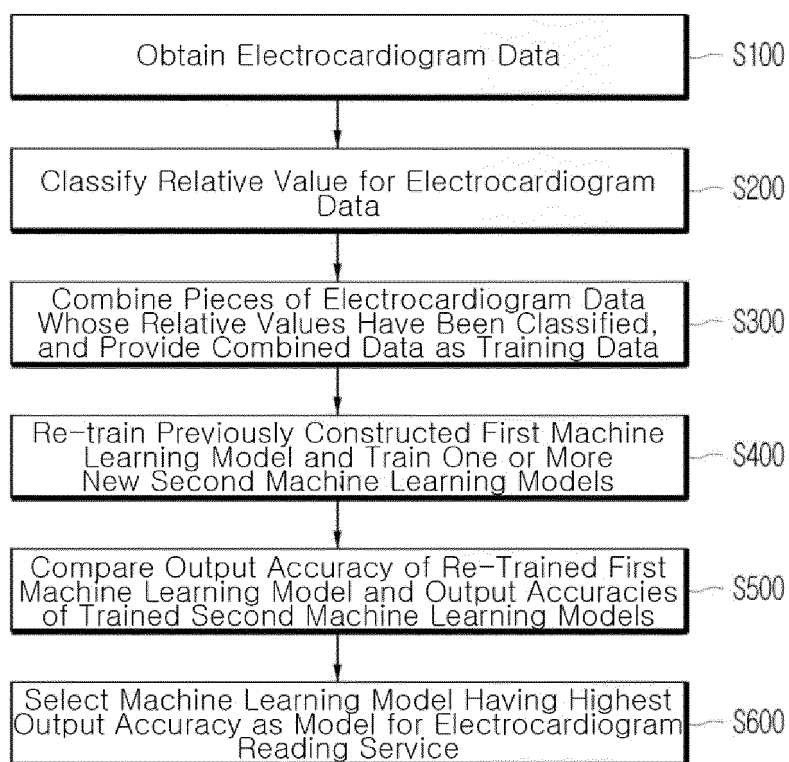 Obtain Electrocardiogram Data
S100
Classify Relative Value for Electrocardiogram
Data
S200
Combine Pieces of Electrocardiogram Data
Whose Relative Values Have Been Classified,
and Provide Combined Data as Training Data
S300
Re-train Previously Constructed First Machine
Learning Model and Train One or More
New Second Machine Learning Models
S400
Compare Output Accuracy of Re-Trained First
Machine Learning Model and Output Accuracies
of Trained Second Machine Learning Models
S500
Select Machine Learning Model Having Highest
Output Accuracy as Model for Electrocardiogram
Reading Service
S600